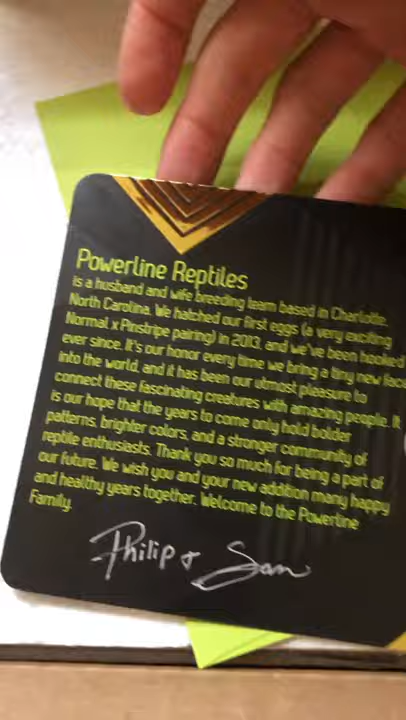 Powerline Reptiles
is a husband and wife breeding team based in Charlotte,
North Carolina. We hatched our first eggs (a very exciting
Normal x Pinstripe pairing) in 2013, and we've been hooked
ever since. It's our honor every time we bring a tiny new face
into the world, and it has been our utmost pleasure to
connect these fascinating creatures with amazing people. It
is our hope that the years to come only hold bolder
patterns, brighter colors, and a stronger community of
reptile enthusiasts. Thank you so much for being a part of
our future. We wish you and your new addition many happy
and healthy years together. Welcome to the Powerline
Family.
Philip & Sam